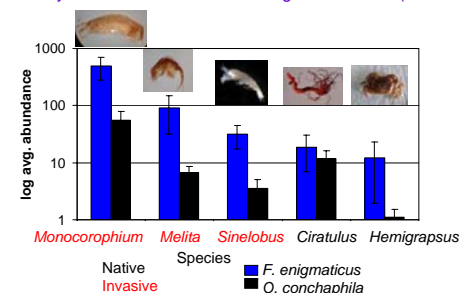 1000
100
10
1
log avg. abundance
Monocorophium Melita Sinelobus Ciratulus Hemigrapsus
Species
Native
Invasive
F. enigmaticus
O. conchaphila